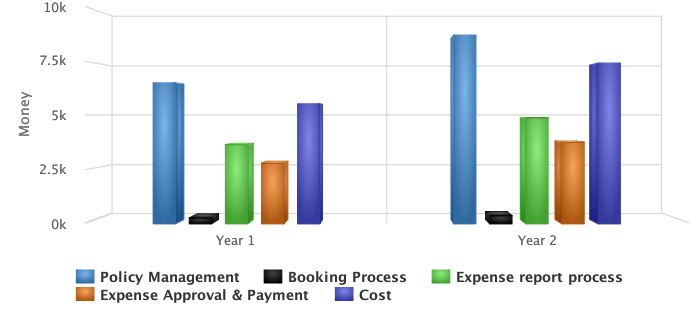 10k
7.5k
5k
2.5k
0k
Money
Year 1
Year 2
Policy Management
Booking Process
Expense report process
Expense Approval & Payment
Cost